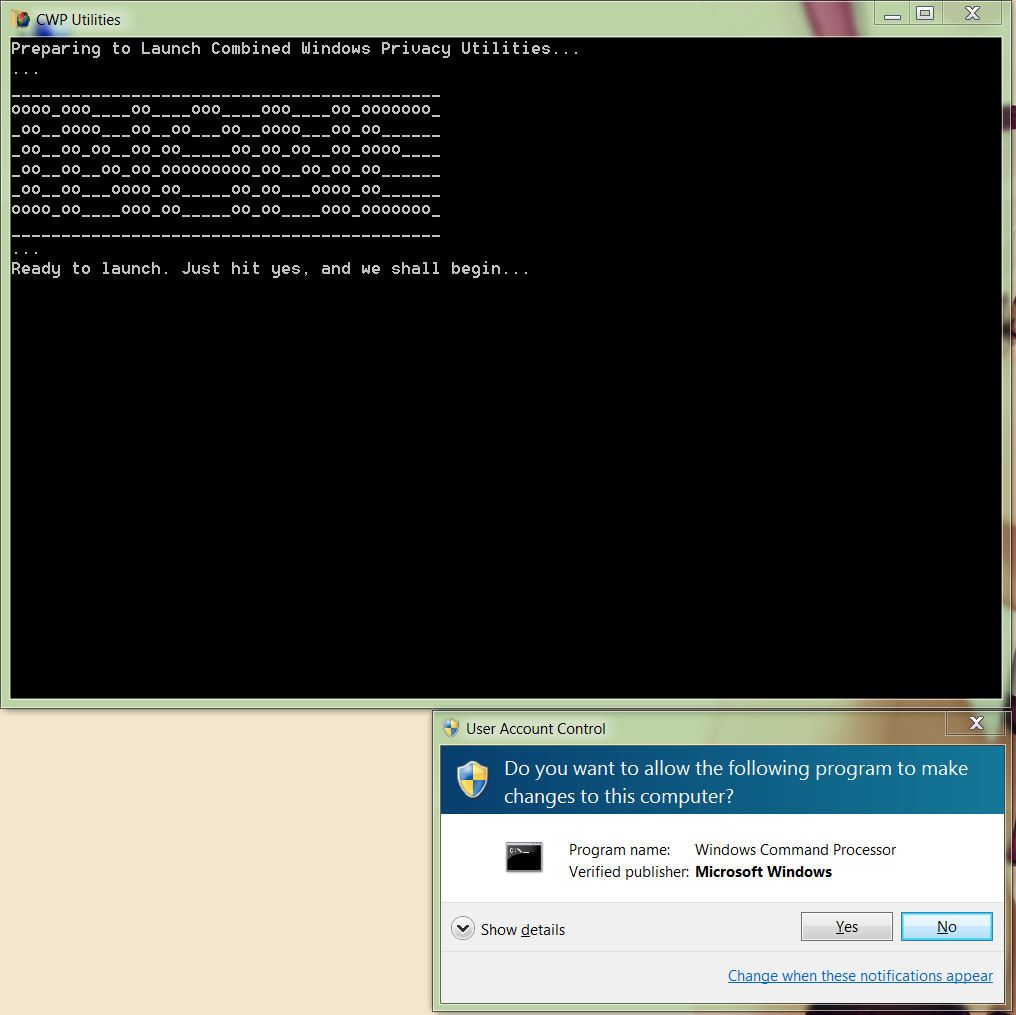 CWP Utilities
Preparing to Launch Combined Windows Privacy Utilities...
...
___________________________________________
oooo_ooo____oo____ooo____ooo____oo_ooooooo_
_oo__oooo___oo__oo___oo__oooo___oo_oo______
_oo__oo_oo__oo_oo_____oo_oo_oo__oo_oooo____
_oo__oo__oo_oo_ooooooooo_oo__oo_oo_oo______
_oo__oo___oooo_oo_____oo_oo___oooo_oo______
oooo_oo____ooo_oo_____oo_oo____ooo_ooooooo_
___________________________________________
...
Ready to launch. Just hit yes, and we shall begin...
User Account Control
Do you want to allow the following program to make
changes to this computer?
C:\_
Program name: Windows Command Processor
Verified publisher: Microsoft Windows
Show details
Yes No
Change when these notifications appear